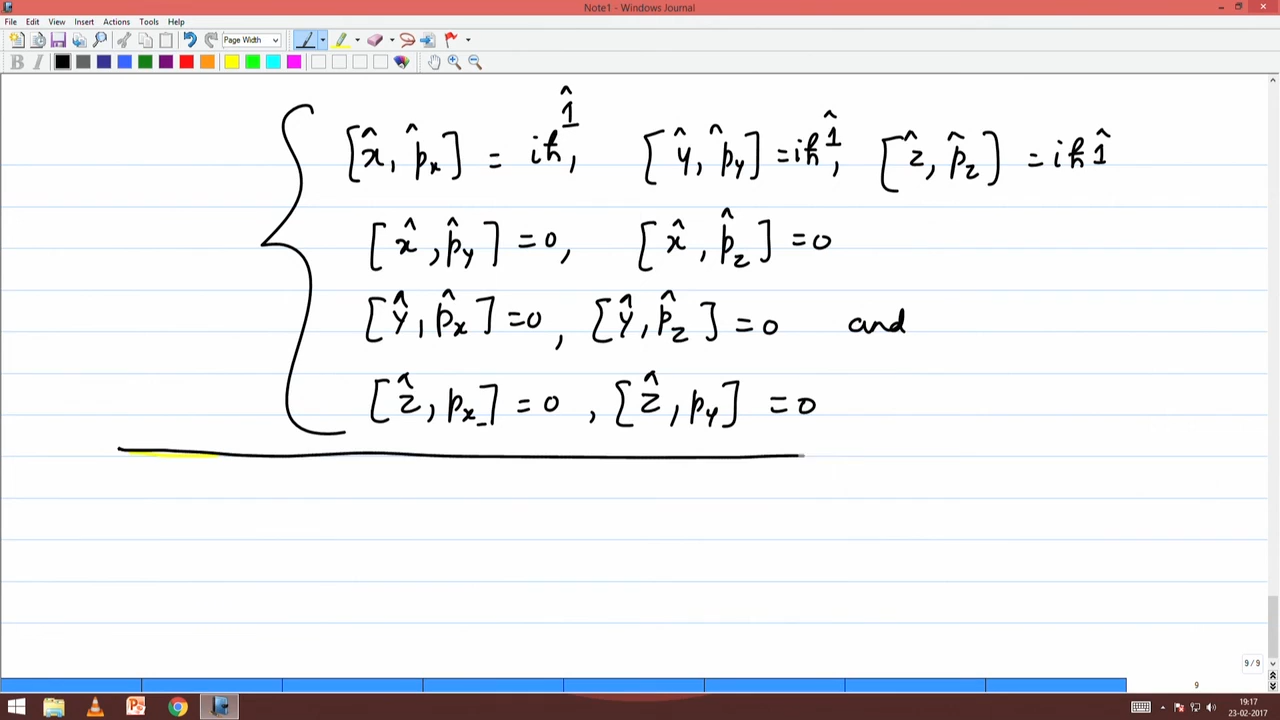 Note1 - Windows Journal
File Edit View Insert Actions Tools Help
Page Width
B I
[x̂, p̂x] = iħ1̂, [ŷ, p̂y] = iħ1̂, [ẑ, p̂z] = iħ1̂
[x̂, p̂y] = 0, [x̂, p̂z] = 0
[ŷ, p̂x] = 0, [ŷ, p̂z] = 0 and
[ẑ, px] = 0, [ẑ, py] = 0
9 / 9
9
19:17
23-02-2017